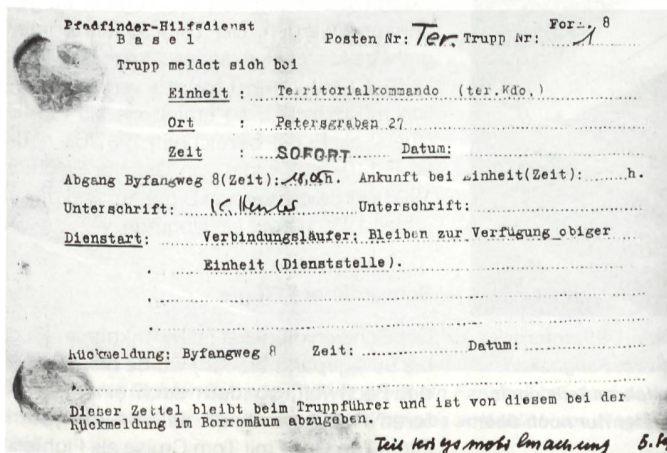 Pfadfinder-Hilfsdienst Form. 8
Basel Posten Nr: Ter. Trupp Nr: 1
Trupp meldet sich bei
Einheit : Territorialkommando (ter.Kdo.)
Ort : Petersgraben 27
Zeit : SOFORT Datum:
Abgang Byfangweg 8(Zeit): 18,05h. Ankunft bei Einheit(Zeit): h.
Unterschrift: Unterschrift:
Dienstart: Verbindungsläufer: Bleiben zur Verfügung obiger
Einheit (Dienststelle).
Rückmeldung: Byfangweg 8 Zeit: Datum:
Dieser Zettel bleibt beim Truppführer und ist von diesem bei der
Rückmeldung im Borromäum abzugeben.